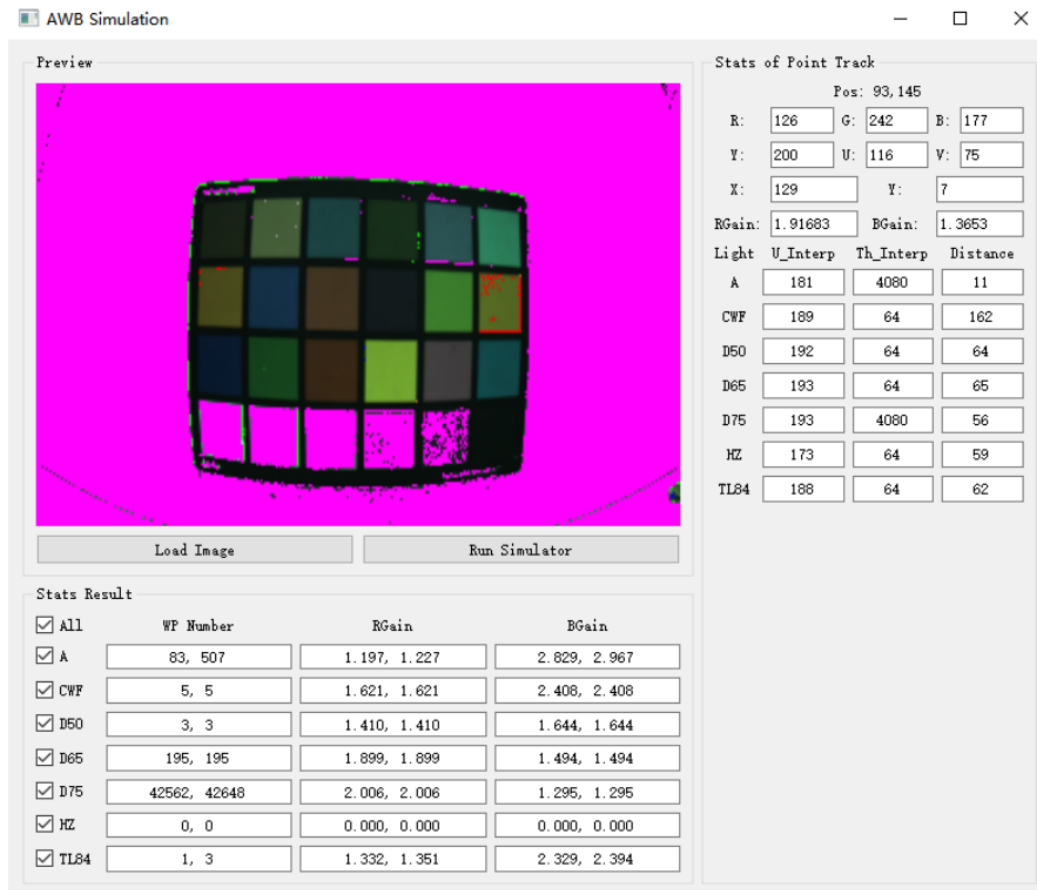 AWB Simulation
Preview
Load Image Run Simulator
Stats Result
All WP Number RGain BGain
A 83, 507 1.197, 1.227 2.829, 2.967
CWF 5, 5 1.621, 1.621 2.408, 2.408
D50 3, 3 1.410, 1.410 1.644, 1.644
D65 195, 195 1.899, 1.899 1.494, 1.494
D75 42562, 42648 2.006, 2.006 1.295, 1.295
HZ 0, 0 0.000, 0.000 0.000, 0.000
TL84 1, 3 1.332, 1.351 2.329, 2.394
Stats of Point Track
Pos: 93,145
R: 126 G: 242 B: 177
Y: 200 U: 116 V: 75
X: 129 Y: 7
RGain: 1.91683 BGain: 1.3653
Light U_Interp Th_Interp Distance
A 181 4080 11
CWF 189 64 162
D50 192 64 64
D65 193 64 65
D75 193 4080 56
HZ 173 64 59
TL84 188 64 62